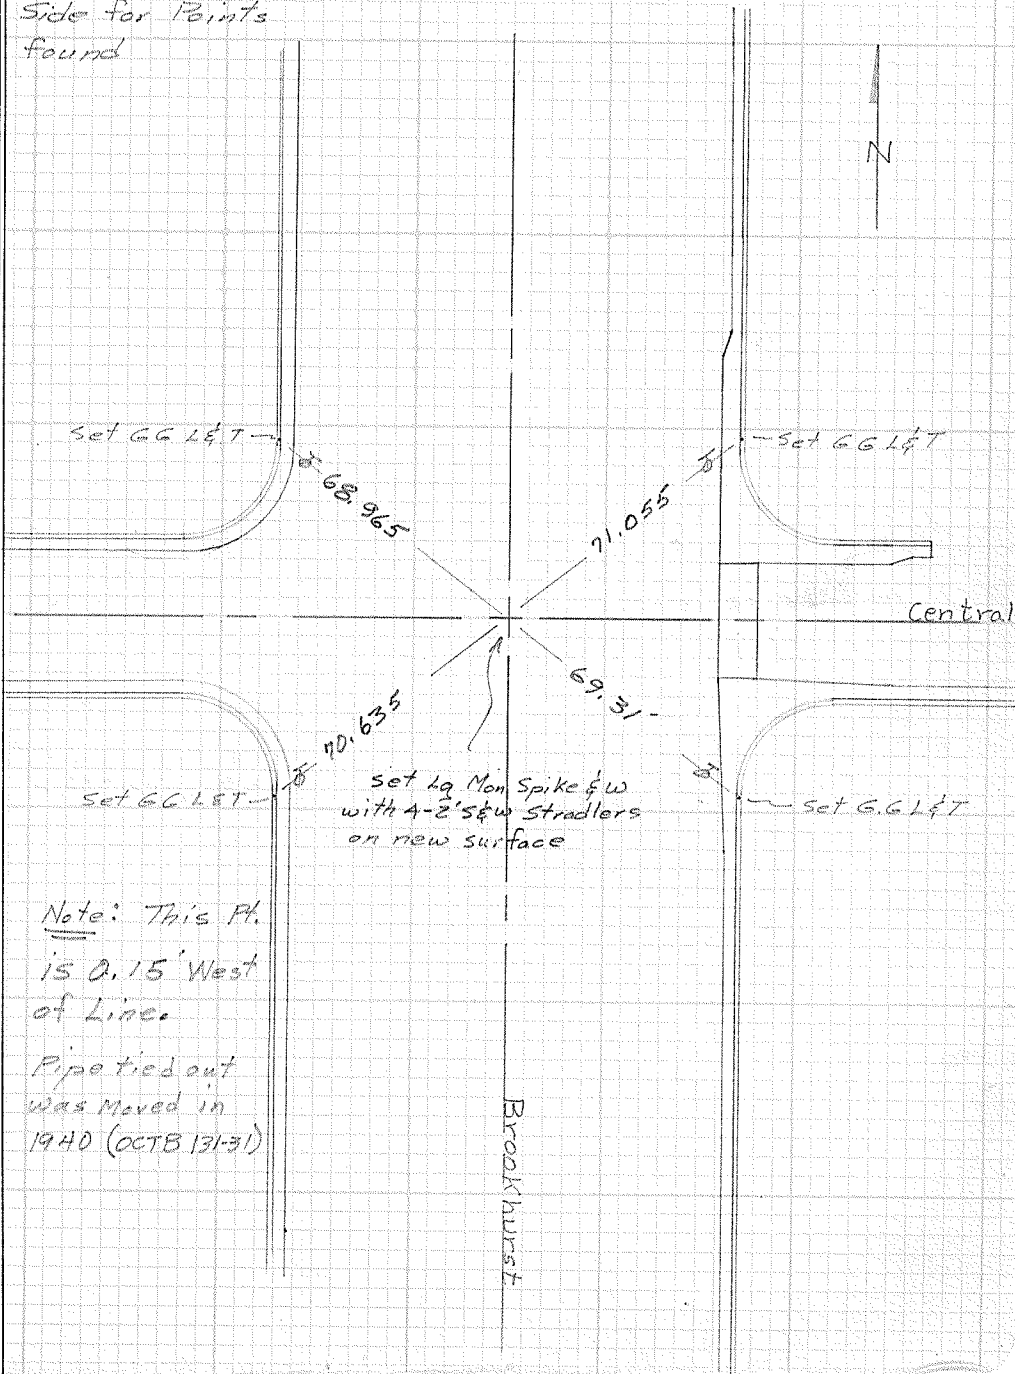 Side for Points
found
N
Set GG L&T
Set GG L&T
68.965
71.055
Central
70.635
69.31
Set GG L&T
Set G.G L&T
Set Lg Mon Spike & W
with 4-2' S&W Stradlers
on new surface
Note: This Pt.
is 0.15' West
of Line.
Pipe tied out
was Moved in
1940 (OCTB 131-31)
Brookhurst